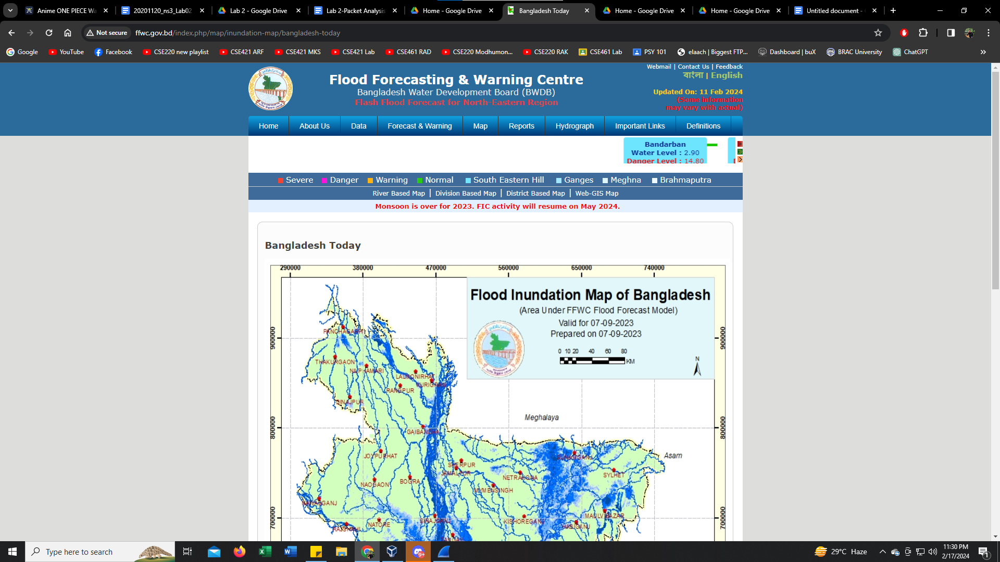 Anime ONE PIECE Wa
20201120_ns3_Lab02
Lab 2 - Google Drive
Lab 2-Packet Analysis
Home - Google Drive
Bangladesh Today
Home - Google Drive
Home - Google Drive
Untitled document -
Not secure
ffwc.gov.bd/index.php/map/inundation-map/bangladesh-today
Google
YouTube
Facebook
CSE220 new playlist
CSE421 ARF
CSE421 MKS
CSE421 Lab
CSE461 RAD
CSE220 Modhumon...
CSE220 RAK
CSE461 Lab
PSY 101
elaach | Biggest FTP...
Dashboard | buX
BRAC University
ChatGPT
Webmail | Contact Us | Feedback
বাংলা | English
Flood Forecasting & Warning Centre
Bangladesh Water Development Board (BWDB)
Flash Flood Forecast for North-Eastern Region
Updated On: 11 Feb 2024
(Some information
may vary with actual)
Home
About Us
Data
Forecast & Warning
Map
Reports
Hydrograph
Important Links
Definitions
Bandarban
Water Level : 2.90
Danger Level : 14.80
Severe
Danger
Warning
Normal
South Eastern Hill
Ganges
Meghna
Brahmaputra
River Based Map | Division Based Map | District Based Map | Web-GIS Map
Monsoon is over for 2023. FIC activity will resume on May 2024.
Bangladesh Today
290000
380000
470000
560000
650000
740000
Flood Inundation Map of Bangladesh
(Area Under FFWC Flood Forecast Model)
Valid for 07-09-2023
Prepared on 07-09-2023
0 10 20 40 60 80
KM
N
900000
900000
PANCHAGARH
THAKURGAON
NILPHAMARI
LALMONIRHAT
KURIGRAM
RANGPUR
DINAJPUR
Meghalaya
800000
800000
GAIBANDHA
JOYPURHAT
SHERPUR
JAMALPUR
SUNAMGANJ
Asam
NETRAKONA
SYLHET
BOGRA
NAOGAON
MYMENSINGH
NAWABGANJ
700000
700000
MAULVIBAZAR
SIRAJGANJ
KISHOREGANJ
NATORE
RAJSHAHI
HABIGANJ
Type here to search
9+
29°C Haze
11:30 PM
2/17/2024
1